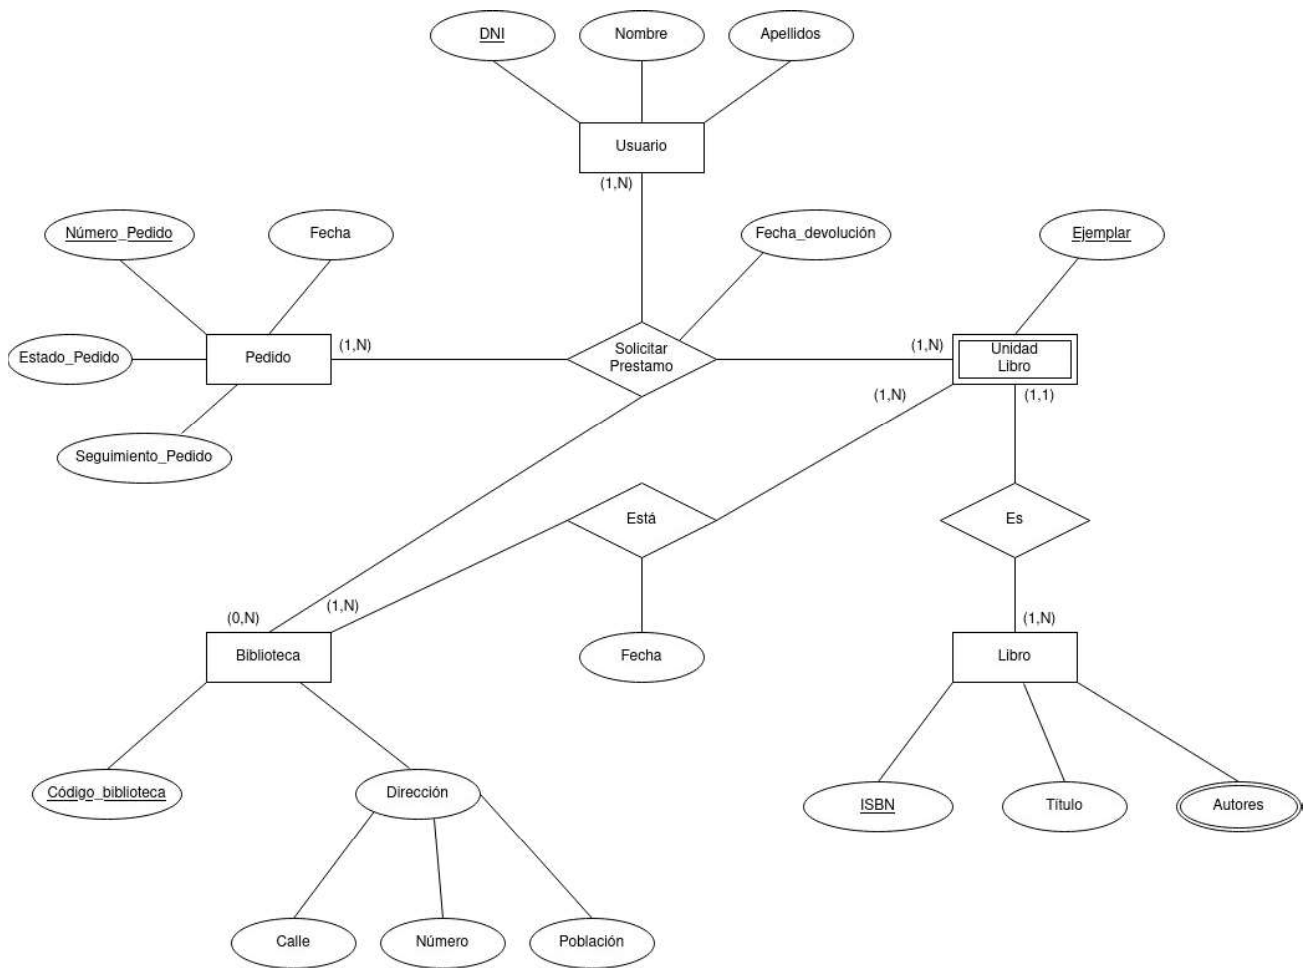 DNI
Nombre
Apellidos
Usuario
(1,N)
Número_Pedido
Fecha
Fecha_devolución
Ejemplar
Estado_Pedido
Pedido
(1,N)
Solicitar
Prestamo
(1,N)
Unidad
Libro
(1,N)
(1,1)
Seguimiento_Pedido
Está
Es
(0,N)
(1,N)
(1,N)
Biblioteca
Fecha
Libro
Código_biblioteca
Dirección
ISBN
Título
Autores
Calle
Número
Población